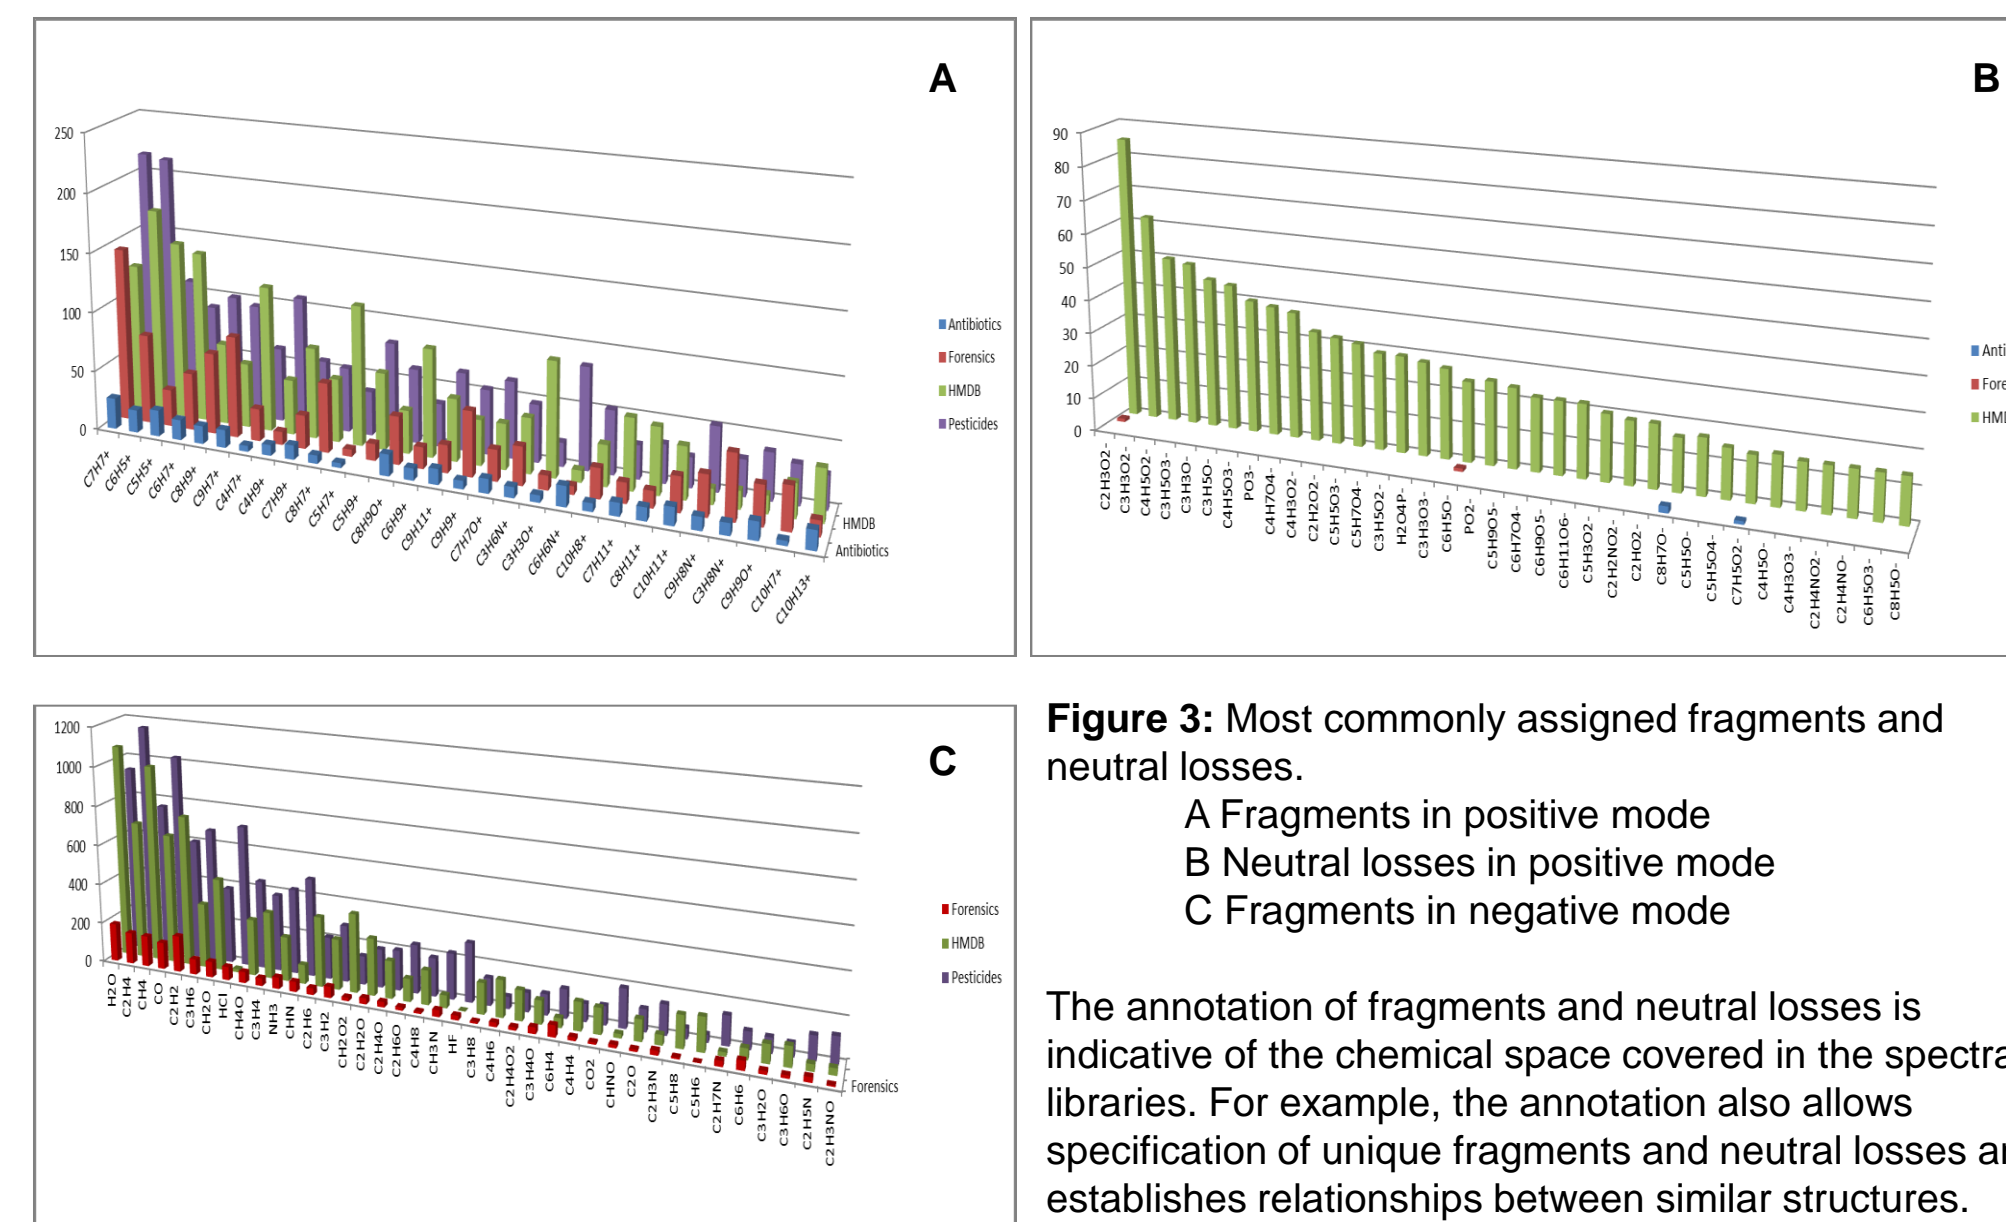 A
250
200
150
100
50
0
C7H7+
C6H5+
C5H5+
C6H7+
C8H9+
C9H7+
C4H7+
C4H9+
C7H9+
C8H7+
C5H7+
C5H9+
C8H9O+
C6H9+
C9H11+
C9H9+
C7H7O+
C3H6N+
C3H3O+
C6H6N+
C10H8+
C7H11+
C8H11+
C10H11+
C9H8N+
C3H8N+
C9H9O+
C10H7+
C10H13+
HMDB
Antibiotics
Antibiotics
Forensics
HMDB
Pesticides
B
90
80
70
60
50
40
30
20
10
0
C2H3O2-
C3H3O2-
C4H5O2-
C3H5O3-
C3H3O-
C3H5O-
C4H5O3-
PO3-
C4H7O4-
C4H3O2-
C2H2O2-
C5H5O3-
C5H7O4-
C3H5O2-
H2O4P-
C3H3O3-
C6H5O-
PO2-
C5H9O5-
C6H7O4-
C6H9O5-
C6H11O6-
C5H3O2-
C2H2NO2-
C2HO2-
C8H7O-
C5H5O-
C5H5O4-
C7H5O2-
C4H5O-
C4H3O3-
C2H4NO2-
C2H4NO-
C6H5O3-
C8H5O-
Anti
Fore
HMD
C
1200
1000
800
600
400
200
0
H2O
C2H4
CH4
CO
C2H2
C3H6
CH2O
HCl
CH4O
C3H4
NH3
CHN
C2H6
C3H2
CH2O2
C2H2O
C2H4O
C2H6O
C4H8
CH3N
HF
C3H8
C4H6
C2H4O2
C3H4O
C6H4
C4H4
CO2
CHNO
C2O
C2H3N
C5H8
C5H6
C2H7N
C6H6
C3H2O
C3H6O
C2H5N
C2H3NO
Forensics
Forensics
HMDB
Pesticides
Figure 3: Most commonly assigned fragments and
neutral losses.
A Fragments in positive mode
B Neutral losses in positive mode
C Fragments in negative mode
The annotation of fragments and neutral losses is
indicative of the chemical space covered in the spectra
libraries. For example, the annotation also allows
specification of unique fragments and neutral losses an
establishes relationships between similar structures.